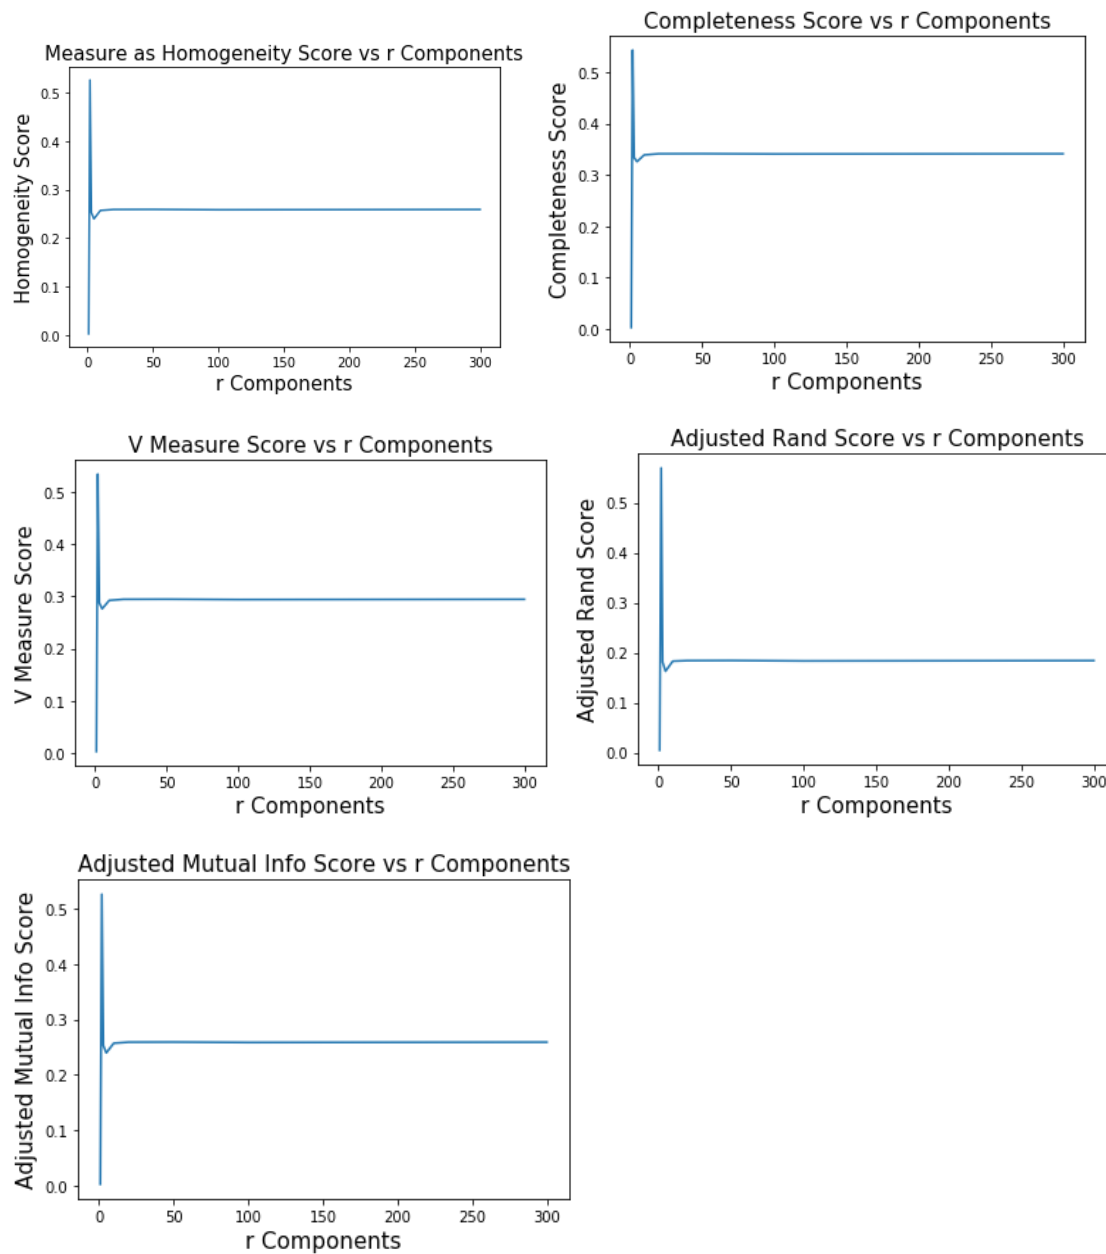 Measure as Homogeneity Score vs r Components
Homogeneity Score
0.5
0.4
0.3
0.2
0.1
0.0
0 50 100 150 200 250 300
r Components
Completeness Score vs r Components
Completeness Score
0.5
0.4
0.3
0.2
0.1
0.0
0 50 100 150 200 250 300
r Components
V Measure Score vs r Components
V Measure Score
0.5
0.4
0.3
0.2
0.1
0.0
0 50 100 150 200 250 300
r Components
Adjusted Rand Score vs r Components
Adjusted Rand Score
0.5
0.4
0.3
0.2
0.1
0.0
0 50 100 150 200 250 300
r Components
Adjusted Mutual Info Score vs r Components
Adjusted Mutual Info Score
0.5
0.4
0.3
0.2
0.1
0.0
0 50 100 150 200 250 300
r Components